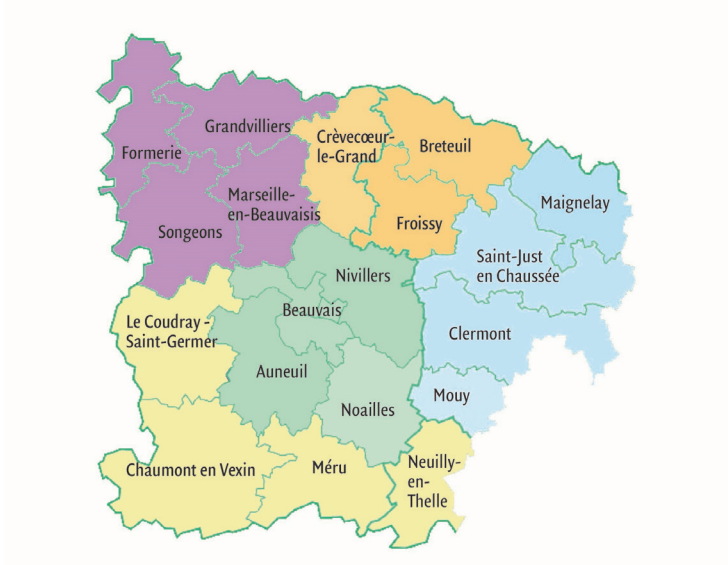 Grandvilliers
Formerie
Crèvecœur-
le-Grand
Breteuil
Marseille-
en-Beauvaisis
Songeons
Froissy
Maignelay
Saint-Just
en Chaussée
Nivillers
Beauvais
Le Coudray -
Saint-Germer
Clermont
Auneuil
Mouy
Noailles
Chaumont en Vexin
Méru
Neuilly-
en-
Thelle